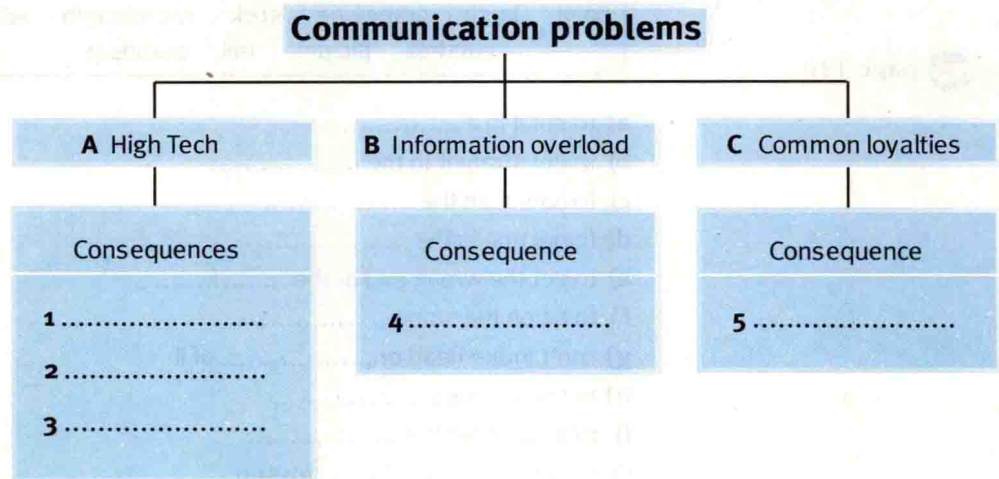 Communication problems
A High Tech
B Information overload
C Common loyalties
Consequences
1 ........................
2 ........................
3 ........................
Consequence
4 ........................
Consequence
5 ........................